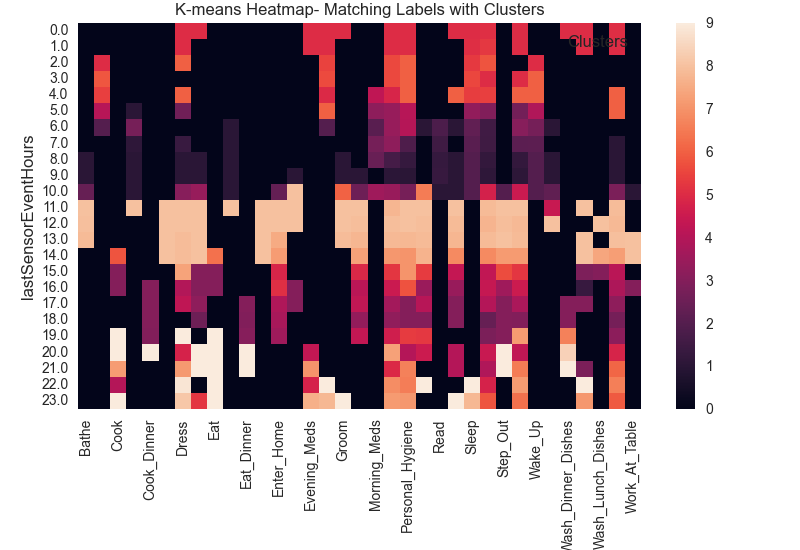 K-means Heatmap- Matching Labels with Clusters
Clusters
lastSensorEventHours
0.0
1.0
2.0
3.0
4.0
5.0
6.0
7.0
8.0
9.0
10.0
11.0
12.0
13.0
14.0
15.0
16.0
17.0
18.0
19.0
20.0
21.0
22.0
23.0
Bathe
Cook
Cook_Dinner
Dress
Eat
Eat_Dinner
Enter_Home
Evening_Meds
Groom
Morning_Meds
Personal_Hygiene
Read
Sleep
Step_Out
Wake_Up
Wash_Dinner_Dishes
Wash_Lunch_Dishes
Work_At_Table
9
8
7
6
5
4
3
2
1
0